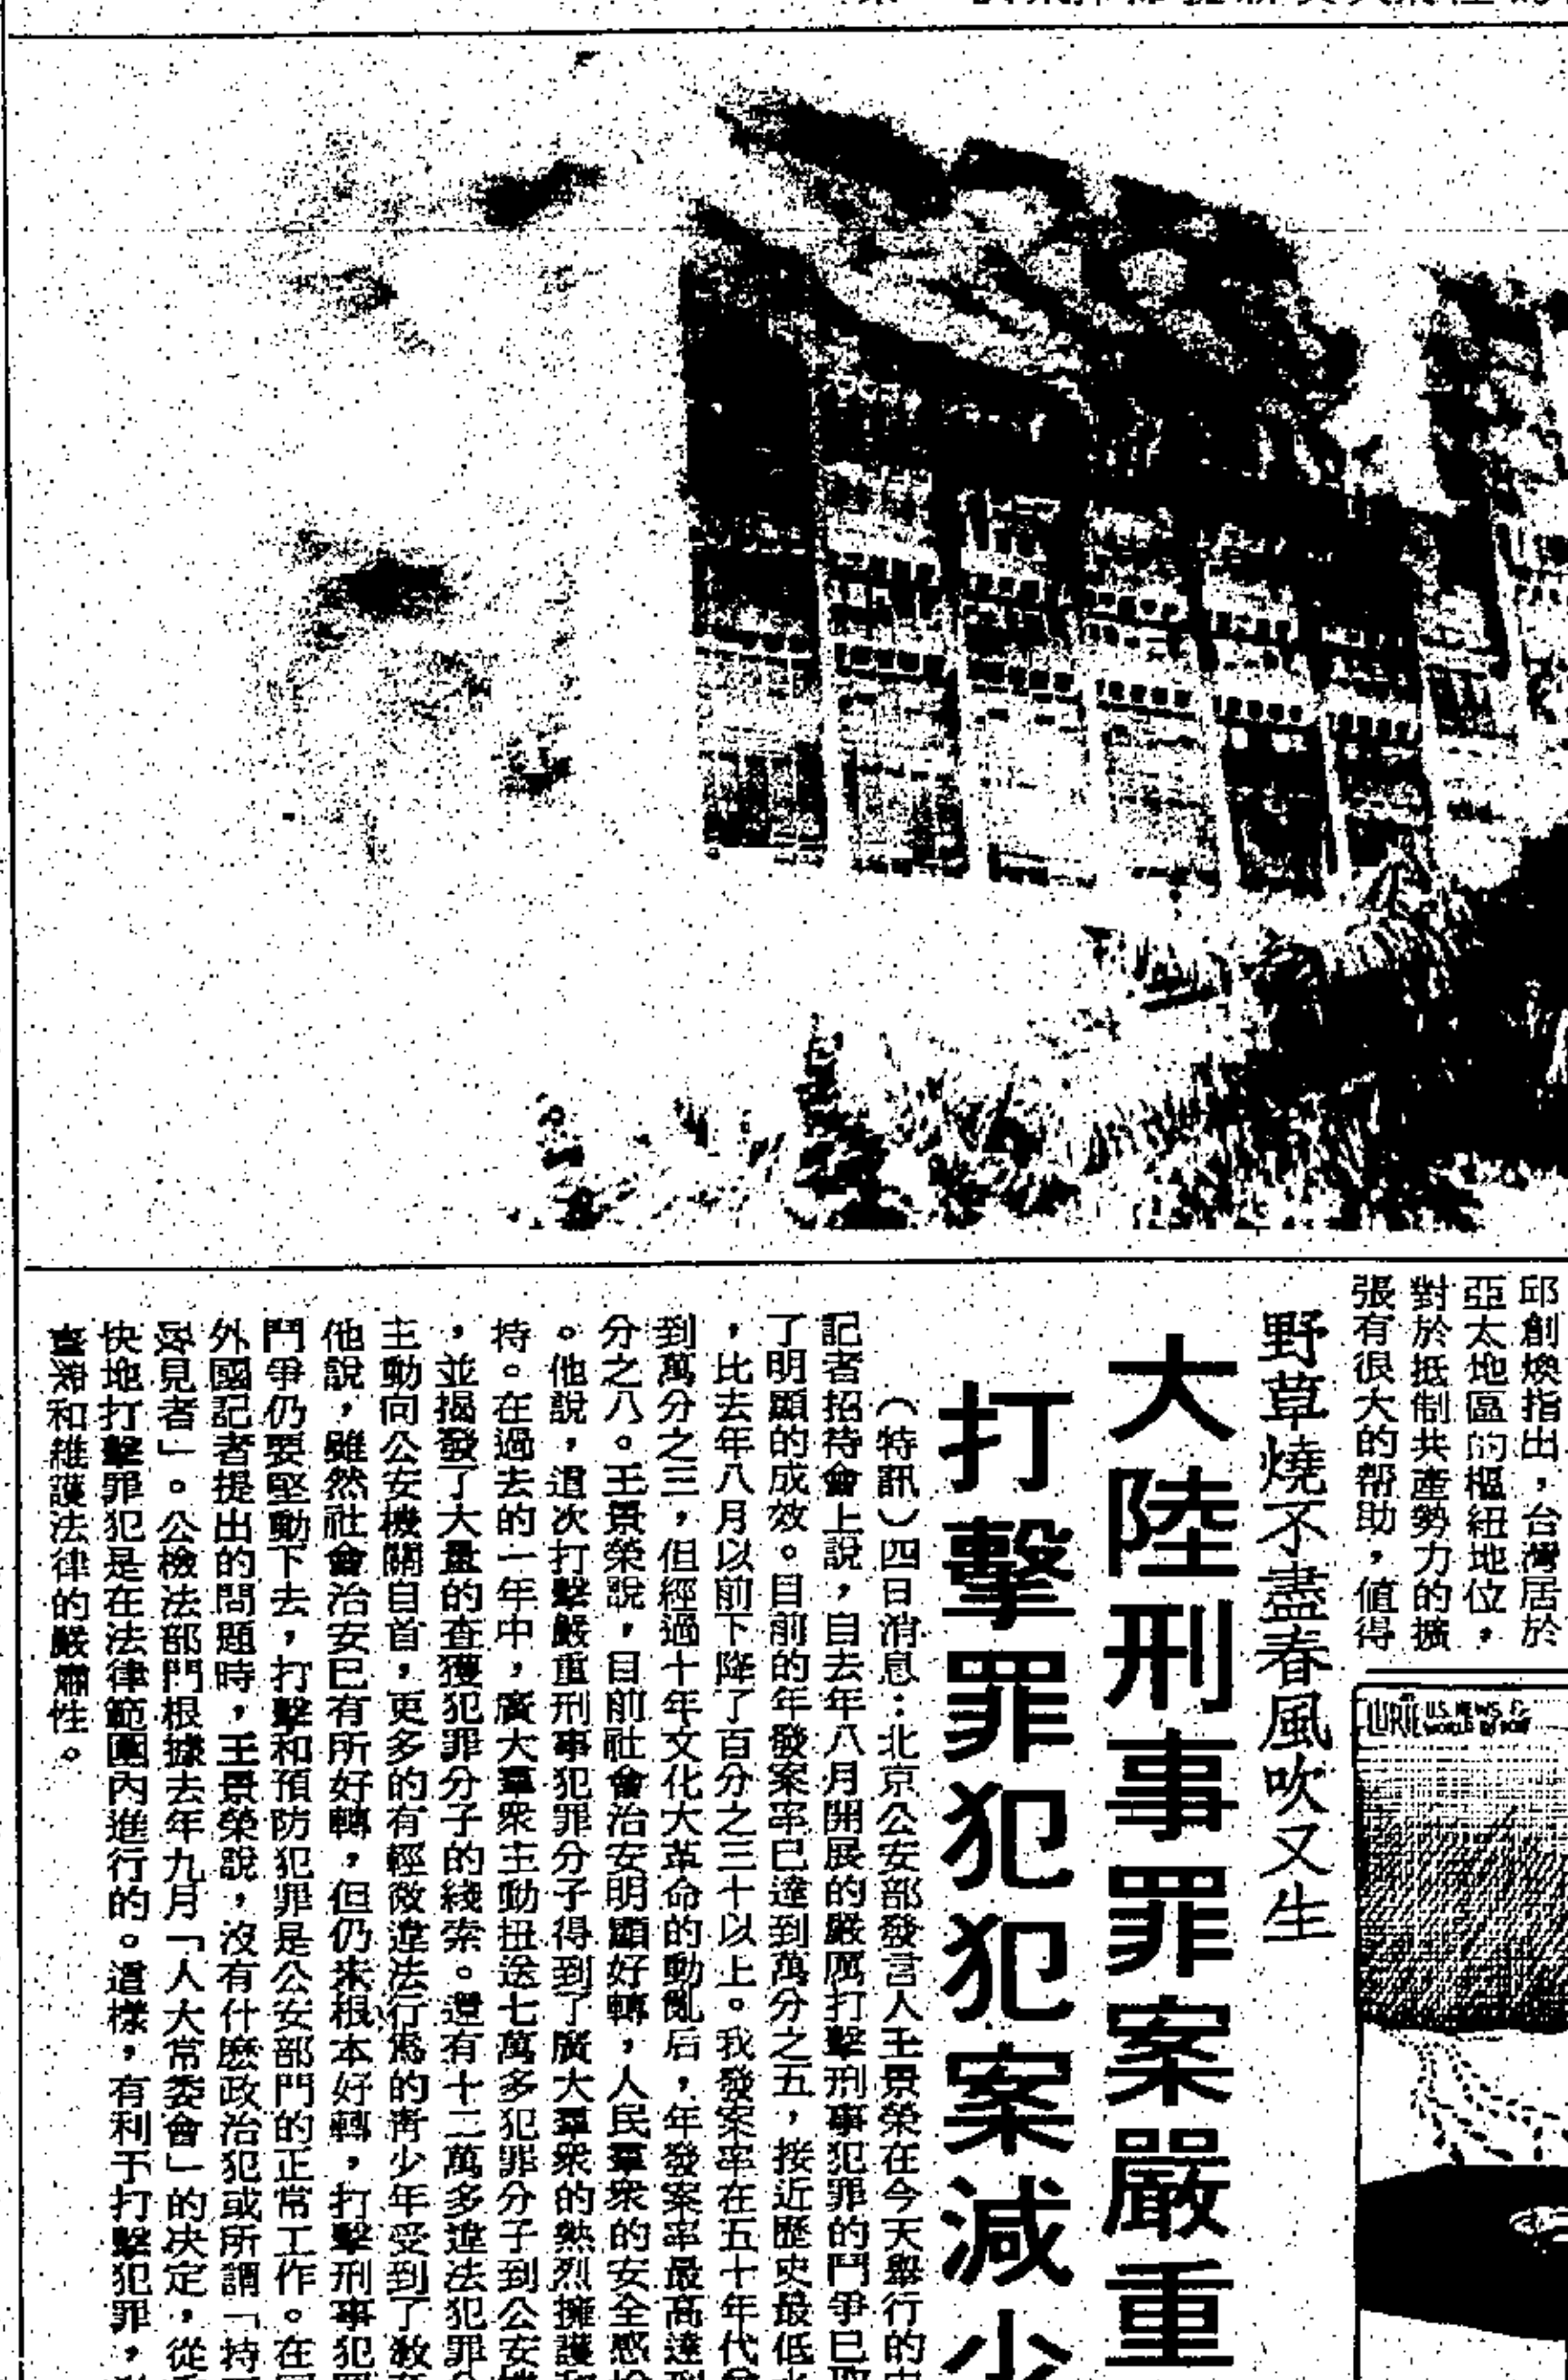 邱創煥指出，台灣居於
亞太地區的樞紐地位，
對於抵制共產勢力的擴
張有很大的帮助，值得
LURIE U.S. NEWS &
WORLD REPORT
野草燒不盡春風吹又生
大陸刑事罪案嚴重
打擊罪犯犯案減少
（特訊）四日消息：北京公安部發言人王景榮在今天舉行的中
記者招待會上說，自去年八月開展的嚴厲打擊刑事犯罪的鬥爭已取
了明顯的成效。目前的年發案率已達到萬分之五，接近歷史最低水
，比去年八月以前下降了百分之三十以上。我發案率在五十年代曾
到萬分之三，但經過十年文化大革命的動亂后，年發案率最高達到
分之八。王景榮說，目前社會治安明顯好轉，人民羣衆的安全感
。他說，這次打擊嚴重刑事犯罪分子得到了廣大羣衆的熱烈擁護和
持。在過去的一年中，廣大羣衆主動扭送七萬多犯罪分子到公安機
，並揭發了大量的查獲犯罪分子的綫索。還有十二萬多違法犯罪分
主動向公安機關自首，更多的有輕微違法行爲的靑少年受到了敎育
他說，雖然社會治安已有所好轉，但仍未根本好轉，打擊刑事犯罪
鬥爭仍要堅動下去，打擊和預防犯罪是公安部門的正常工作。在回
外國記者提出的問題時，王景榮說，沒有什麽政治犯或所謂「持不
見者」。公檢法部門根據去年九月「人大常委會」的决定，從
快地打擊罪犯是在法律範圍內進行的。這樣，有利于打擊犯罪，
和維護法律的嚴肅性。